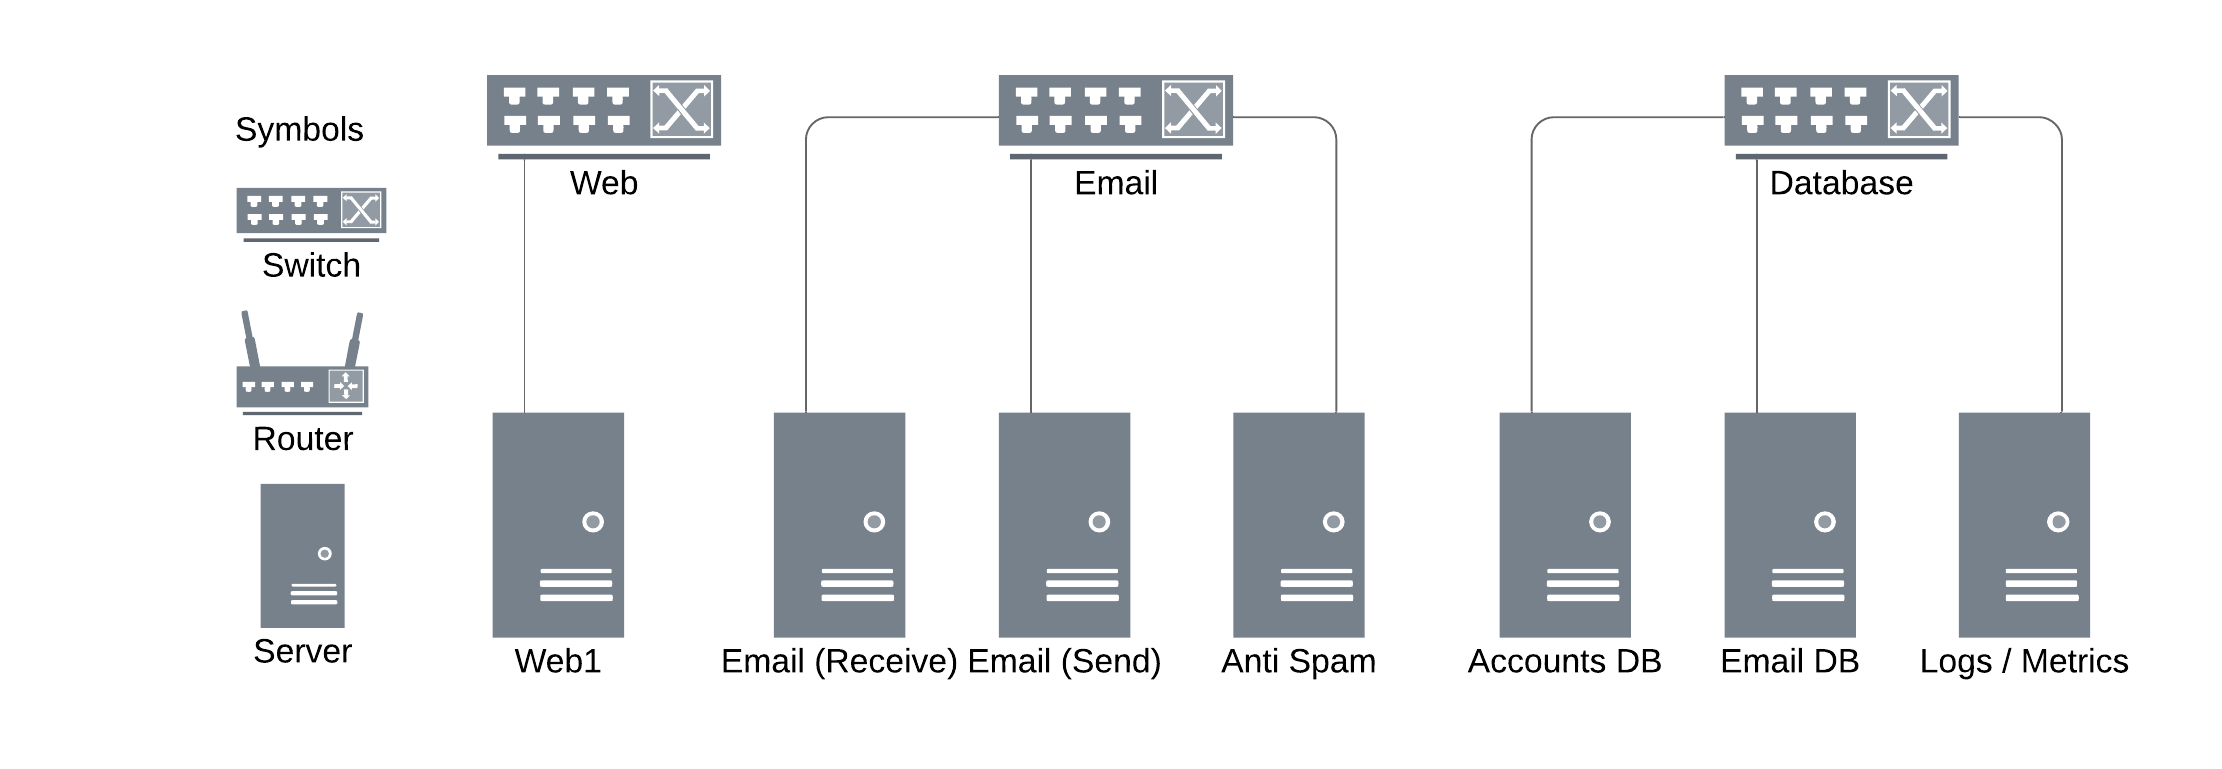 Symbols
Switch
Router
Server
Web
Email
Database
Web1
Email (Receive)
Email (Send)
Anti Spam
Accounts DB
Email DB
Logs / Metrics